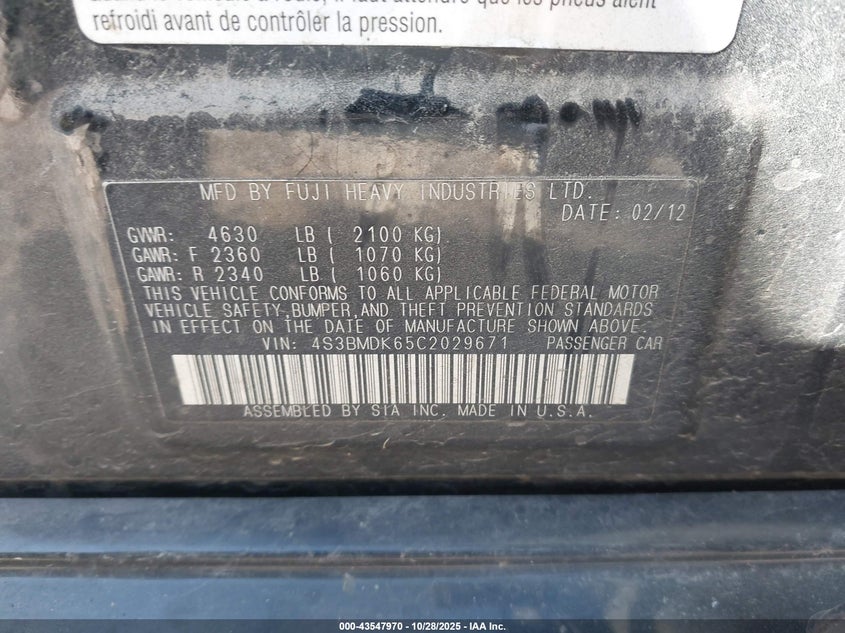 refroidi avant de contrôler la pression.
MFD BY FUJI HEAVY INDUSTRIES LTD.
DATE: 02/12
GVWR: 4630 LB ( 2100 KG)
GAWR: F 2360 LB ( 1070 KG)
GAWR: R 2340 LB ( 1060 KG)
THIS VEHICLE CONFORMS TO ALL APPLICABLE FEDERAL MOTOR
VEHICLE SAFETY, BUMPER, AND THEFT PREVENTION STANDARDS
IN EFFECT ON THE DATE OF MANUFACTURE SHOWN ABOVE.
VIN: 4S3BMDK65C2029671 PASSENGER CAR
ASSEMBLED BY SIA INC. MADE IN U.S.A.
000-43547970 - 10/28/2025 - IAA Inc.